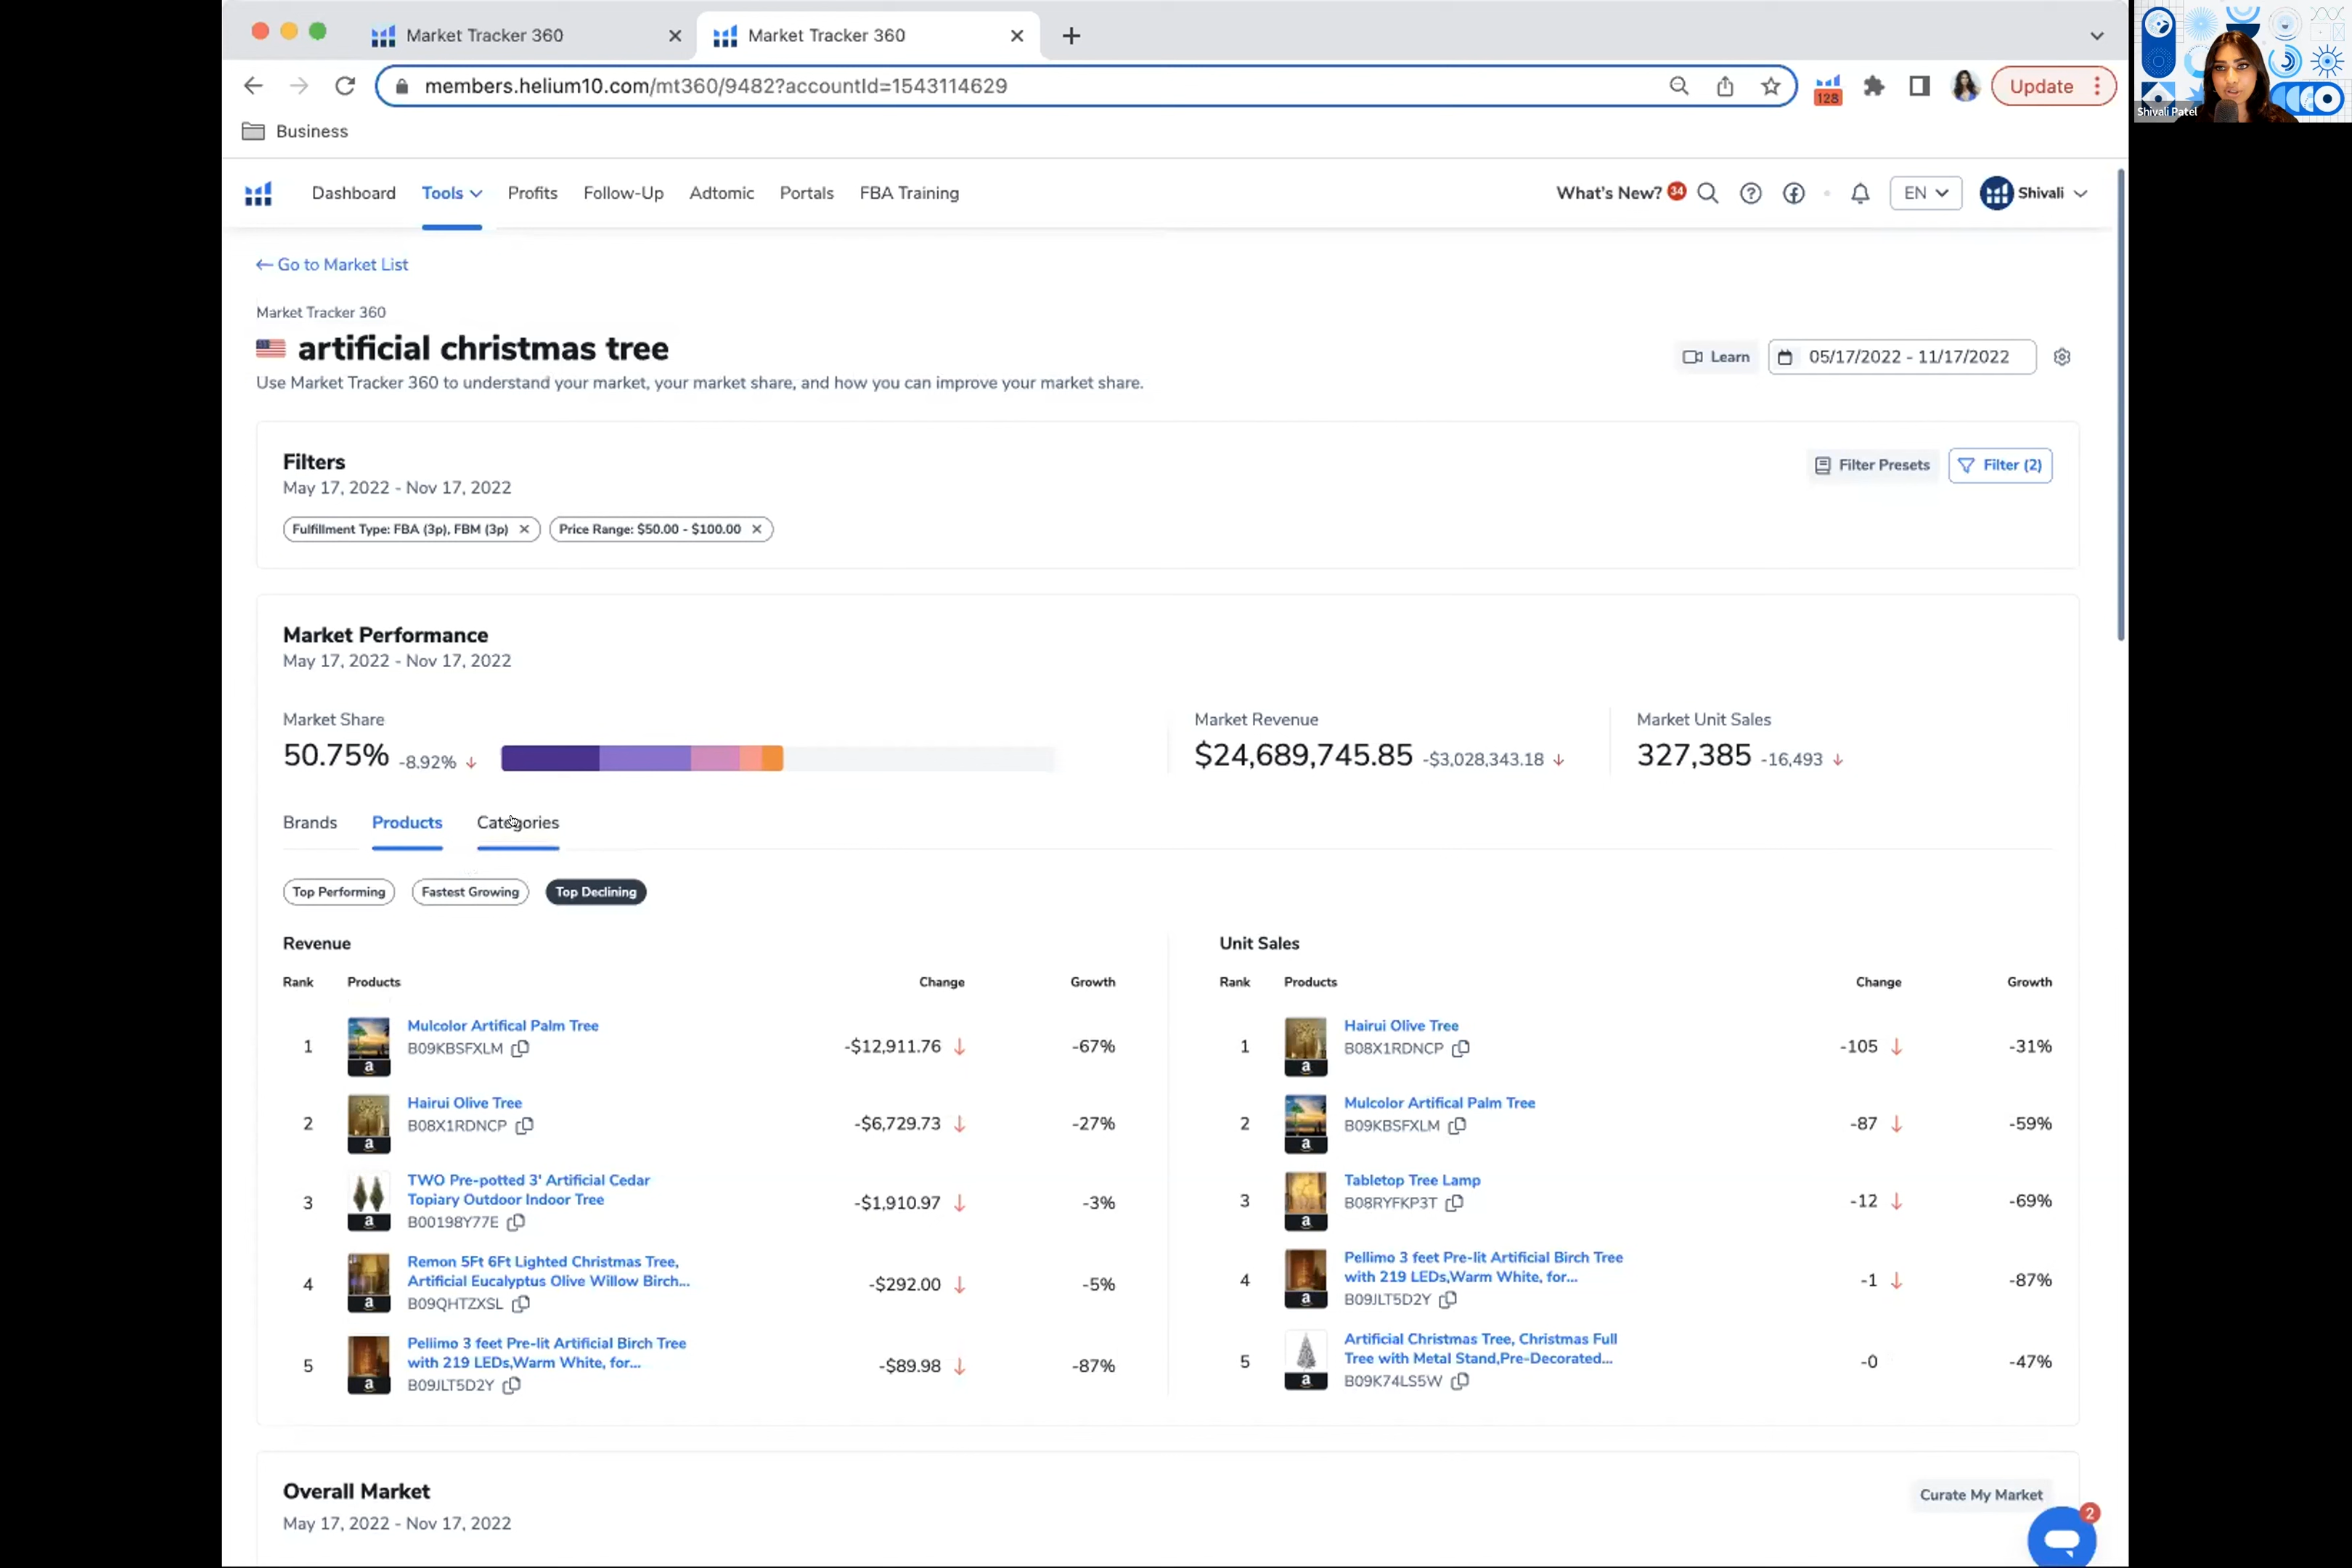 Market Tracker 360
Market Tracker 360
members.helium10.com/mt360/9482?accountId=1543114629
128
Update
Business
Shivali Patel
Dashboard Tools Profits Follow-Up Adtomic Portals FBA Training
What's New? 34 EN Shivali
← Go to Market List
Market Tracker 360
artificial christmas tree
Learn 05/17/2022 - 11/17/2022
Use Market Tracker 360 to understand your market, your market share, and how you can improve your market share.
Filters
Filter Presets Filter (2)
May 17, 2022 - Nov 17, 2022
Fulfillment Type: FBA (3p), FBM (3p) Price Range: $50.00 - $100.00
Market Performance
May 17, 2022 - Nov 17, 2022
Market Share
50.75% -8.92% ↓
Market Revenue
$24,689,745.85 -$3,028,343.18 ↓
Market Unit Sales
327,385 -16,493 ↓
Brands Products Categories
Top Performing Fastest Growing Top Declining
Revenue
Rank Products Change Growth
1 Mulcolor Artifical Palm Tree -$12,911.76 ↓ -67%
B09KBSFXLM
2 Hairui Olive Tree -$6,729.73 ↓ -27%
B08X1RDNCP
3 TWO Pre-potted 3' Artificial Cedar
Topiary Outdoor Indoor Tree -$1,910.97 ↓ -3%
B00198Y77E
4 Remon 5Ft 6Ft Lighted Christmas Tree,
Artificial Eucalyptus Olive Willow Birch... -$292.00 ↓ -5%
B09QHTZXSL
5 Pellimo 3 feet Pre-lit Artificial Birch Tree
with 219 LEDs,Warm White, for... -$89.98 ↓ -87%
B09JLT5D2Y
Unit Sales
Rank Products Change Growth
1 Hairui Olive Tree -105 ↓ -31%
B08X1RDNCP
2 Mulcolor Artifical Palm Tree -87 ↓ -59%
B09KBSFXLM
3 Tabletop Tree Lamp -12 ↓ -69%
B08RYFKP3T
4 Pellimo 3 feet Pre-lit Artificial Birch Tree
with 219 LEDs,Warm White, for... -1 ↓ -87%
B09JLT5D2Y
5 Artificial Christmas Tree, Christmas Full
Tree with Metal Stand,Pre-Decorated... -0 -47%
B09K74LS5W
Overall Market
Curate My Market
May 17, 2022 - Nov 17, 2022
2